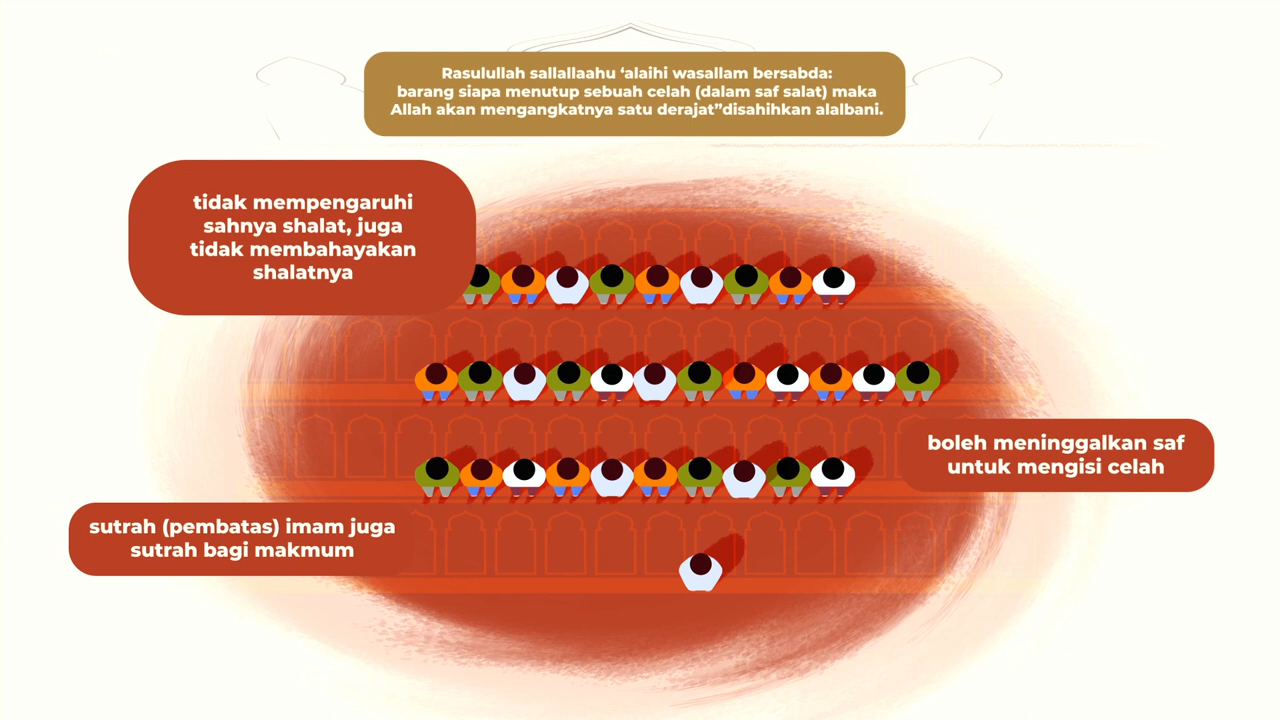 Rasulullah sallallaahu ‘alaihi wasallam bersabda:
barang siapa menutup sebuah celah (dalam saf salat) maka
Allah akan mengangkatnya satu derajat”disahihkan alalbani.
tidak mempengaruhi
sahnya shalat, juga
tidak membahayakan
shalatnya
boleh meninggalkan saf
untuk mengisi celah
sutrah (pembatas) imam juga
sutrah bagi makmum